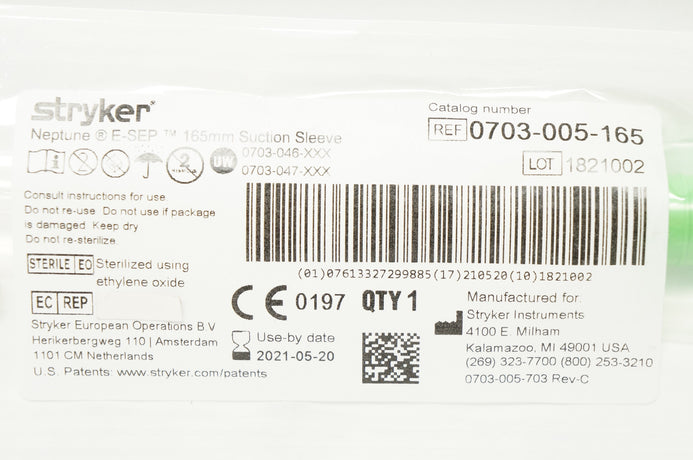 stryker®
Neptune ® E-SEP ™ 165mm Suction Sleeve
Catalog number
REF 0703-005-165
LOT 1821002
2
UW
0703-046-XXX
0703-047-XXX
Consult instructions for use
Do not re-use Do not use if package
is damaged Keep dry
Do not re-sterilize
STERILE EO Sterilized using
ethylene oxide
(01)07613327299885(17)210520(10)1821002
EC REP
Stryker European Operations B V
Herikerbergweg 110 | Amsterdam
1101 CM Netherlands
U.S. Patents: www.stryker.com/patents
CE 0197 QTY 1
Use-by date
2021-05-20
Manufactured for
Stryker Instruments
4100 E. Milham
Kalamazoo, MI 49001 USA
(269) 323-7700 (800) 253-3210
0703-005-703 Rev-C